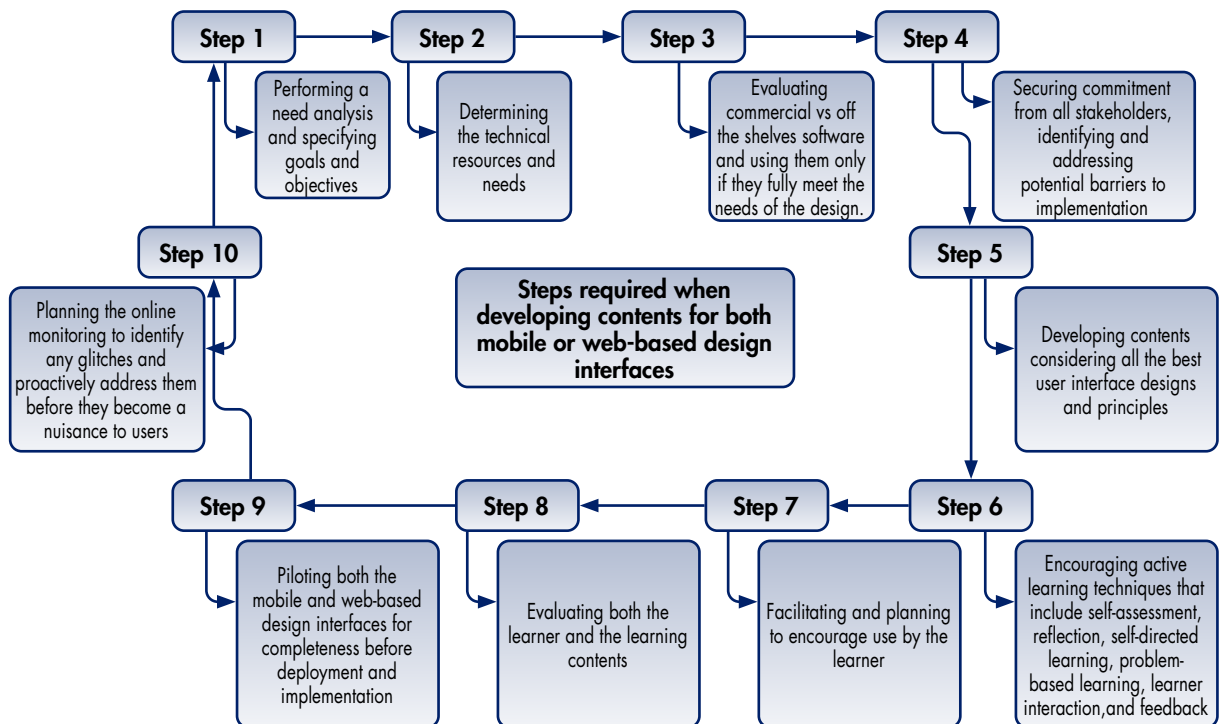 Step 1
Performing a
need analysis
and specifying
goals and
objectives
Step 2
Determining
the technical
resources and
needs
Step 3
Evaluating
commercial vs off
the shelves software
and using them only
if they fully meet the
needs of the design.
Step 4
Securing commitment
from all stakeholders,
identifying and
addressing
potential barriers to
implementation
Step 5
Developing contents
considering all the best
user interface designs
and principles
Step 6
Encouraging active
learning techniques that
include self-assessment,
reflection, self-directed
learning, problem-
based learning, learner
interaction,and feedback
Step 7
Facilitating and planning
to encourage use by the
learner
Step 8
Evaluating both the
learner and the learning
contents
Step 9
Piloting both the
mobile and web-based
design interfaces for
completeness before
deployment and
implementation
Step 10
Planning the online
monitoring to identify
any glitches and
proactively address them
before they become a
nuisance to users
Steps required when
developing contents for both
mobile or web-based design
interfaces